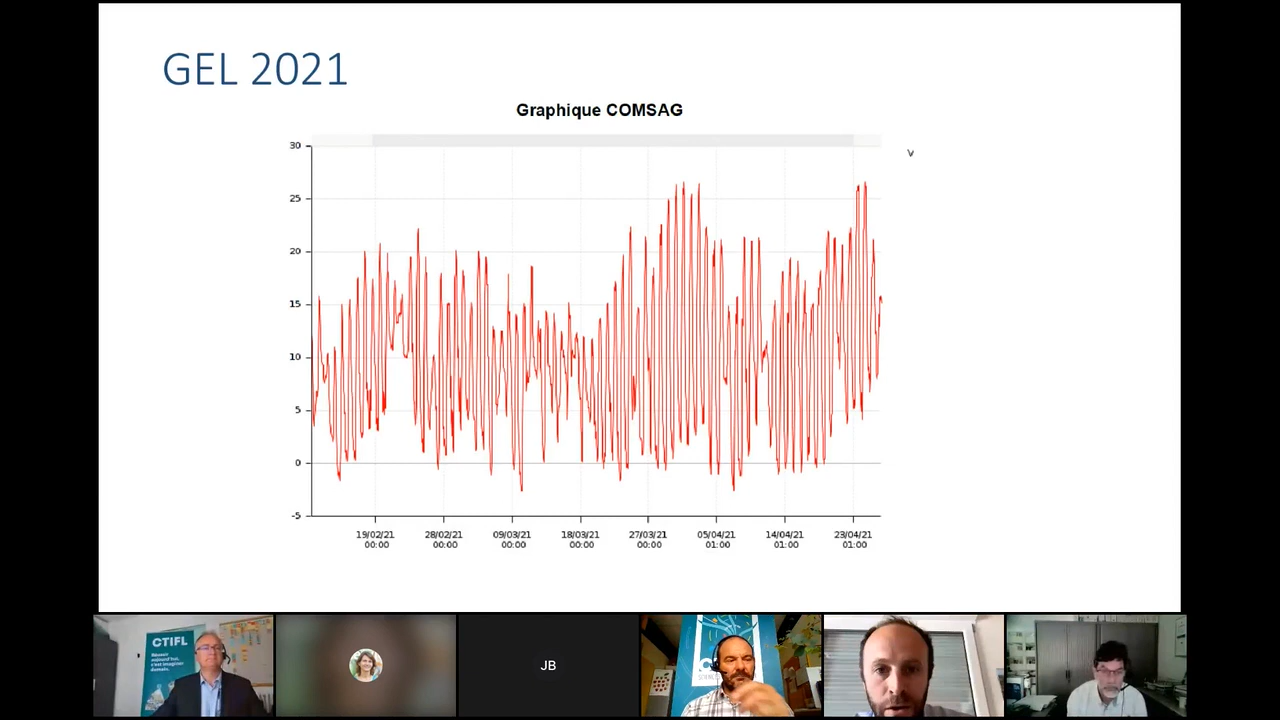 GEL 2021
Graphique COMSAG
v
30
25
20
15
10
5
0
-5
19/02/21 28/02/21 09/03/21 18/03/21 27/03/21 05/04/21 14/04/21 23/04/21
00:00 00:00 00:00 00:00 00:00 01:00 01:00 01:00
CTIFL
JB